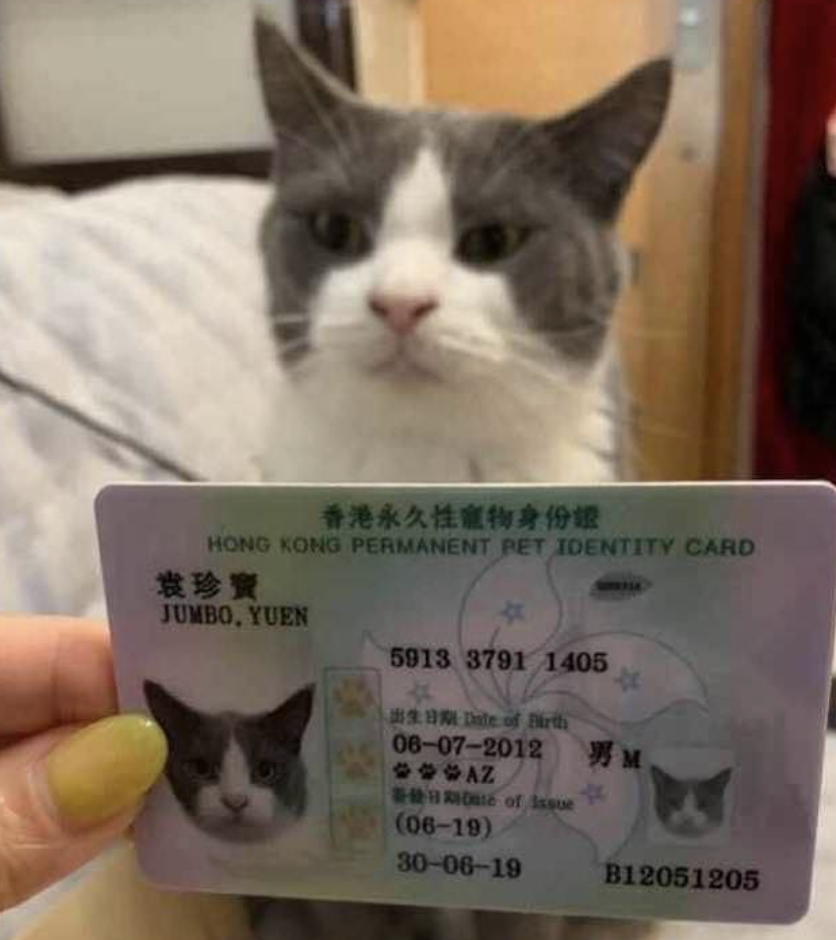 香港永久性寵物身份證
HONG KONG PERMANENT PET IDENTITY CARD
袁珍寶
JUMBO, YUEN
5913 3791 1405
出生日期 Date of Birth
06-07-2012 男 M
AZ
簽發日期 Date of Issue
(06-19)
30-06-19
B12051205